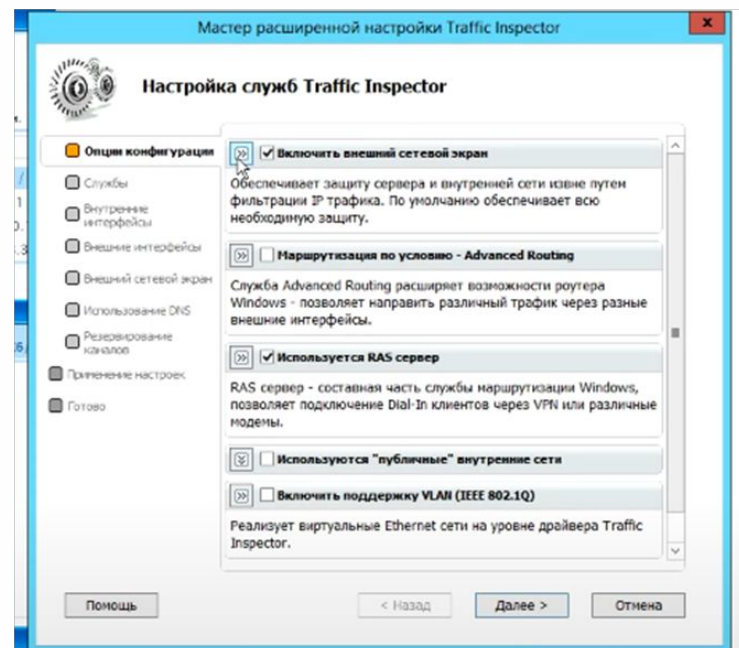 Мастер расширенной настройки Traffic Inspector
x
Настройка служб Traffic Inspector
Опции конфигурации
Службы
Внутренние
интерфейсы
Внешние интерфейсы
Внешний сетевой экран
Использование DNS
Резервирование
каналов
Применение настроек
Готово
Включить внешний сетевой экран
Обеспечивает защиту сервера и внутренней сети извне путем
фильтрации IP трафика. По умолчанию обеспечивает всю
необходимую защиту.
Маршрутизация по условию - Advanced Routing
Служба Advanced Routing расширяет возможности роутера
Windows - позволяет направить различный трафик через разные
внешние интерфейсы.
Используется RAS сервер
RAS сервер - составная часть службы маршрутизации Windows,
позволяет подключение Dial-In клиентов через VPN или различные
модемы.
Используются "публичные" внутренние сети
Включить поддержку VLAN (IEEE 802.1Q)
Реализует виртуальные Ethernet сети на уровне драйвера Traffic
Inspector.
Помощь
< Назад
Далее >
Отмена